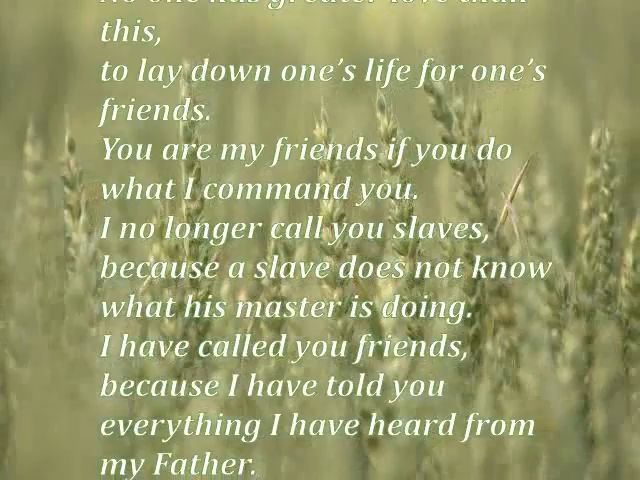 No one has greater love than
this,
to lay down one’s life for one’s
friends.
You are my friends if you do
what I command you.
I no longer call you slaves,
because a slave does not know
what his master is doing.
I have called you friends,
because I have told you
everything I have heard from
my Father.